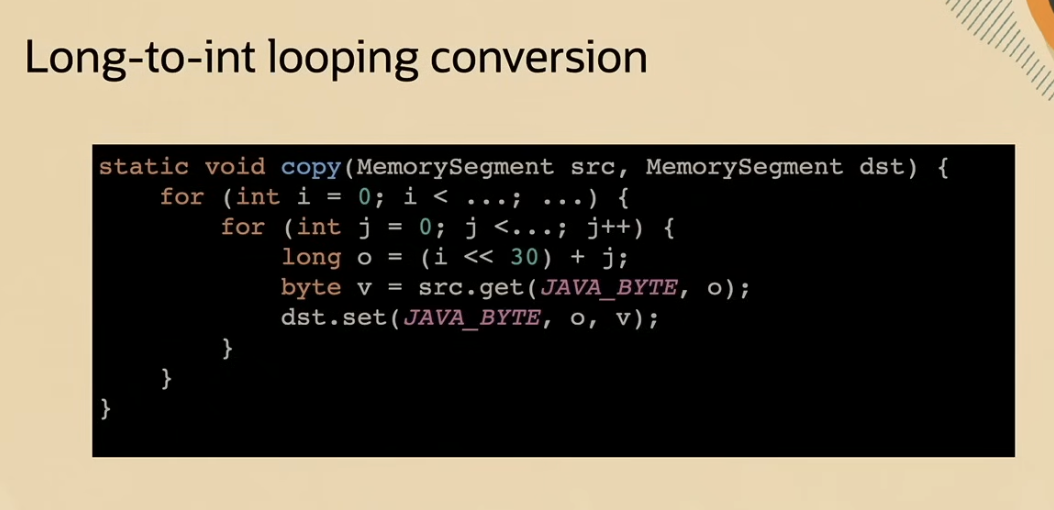 Long-to-int looping conversion
static void copy(MemorySegment src, MemorySegment dst) {
    for (int i = 0; i < ...; ...) {
        for (int j = 0; j <...; j++) {
            long o = (i << 30) + j;
            byte v = src.get(JAVA_BYTE, o);
            dst.set(JAVA_BYTE, o, v);
        }
    }
}